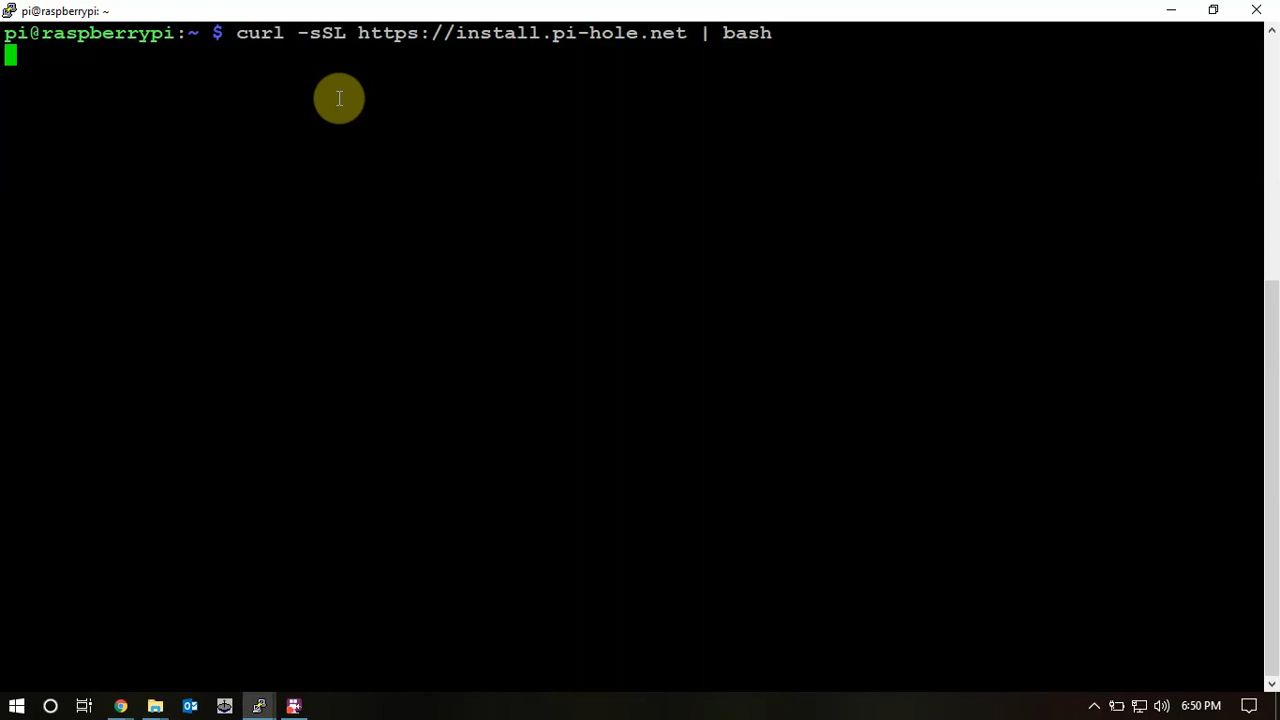 pi@raspberrypi: ~
pi@raspberrypi:~ $ curl -sSL https://install.pi-hole.net | bash
6:50 PM